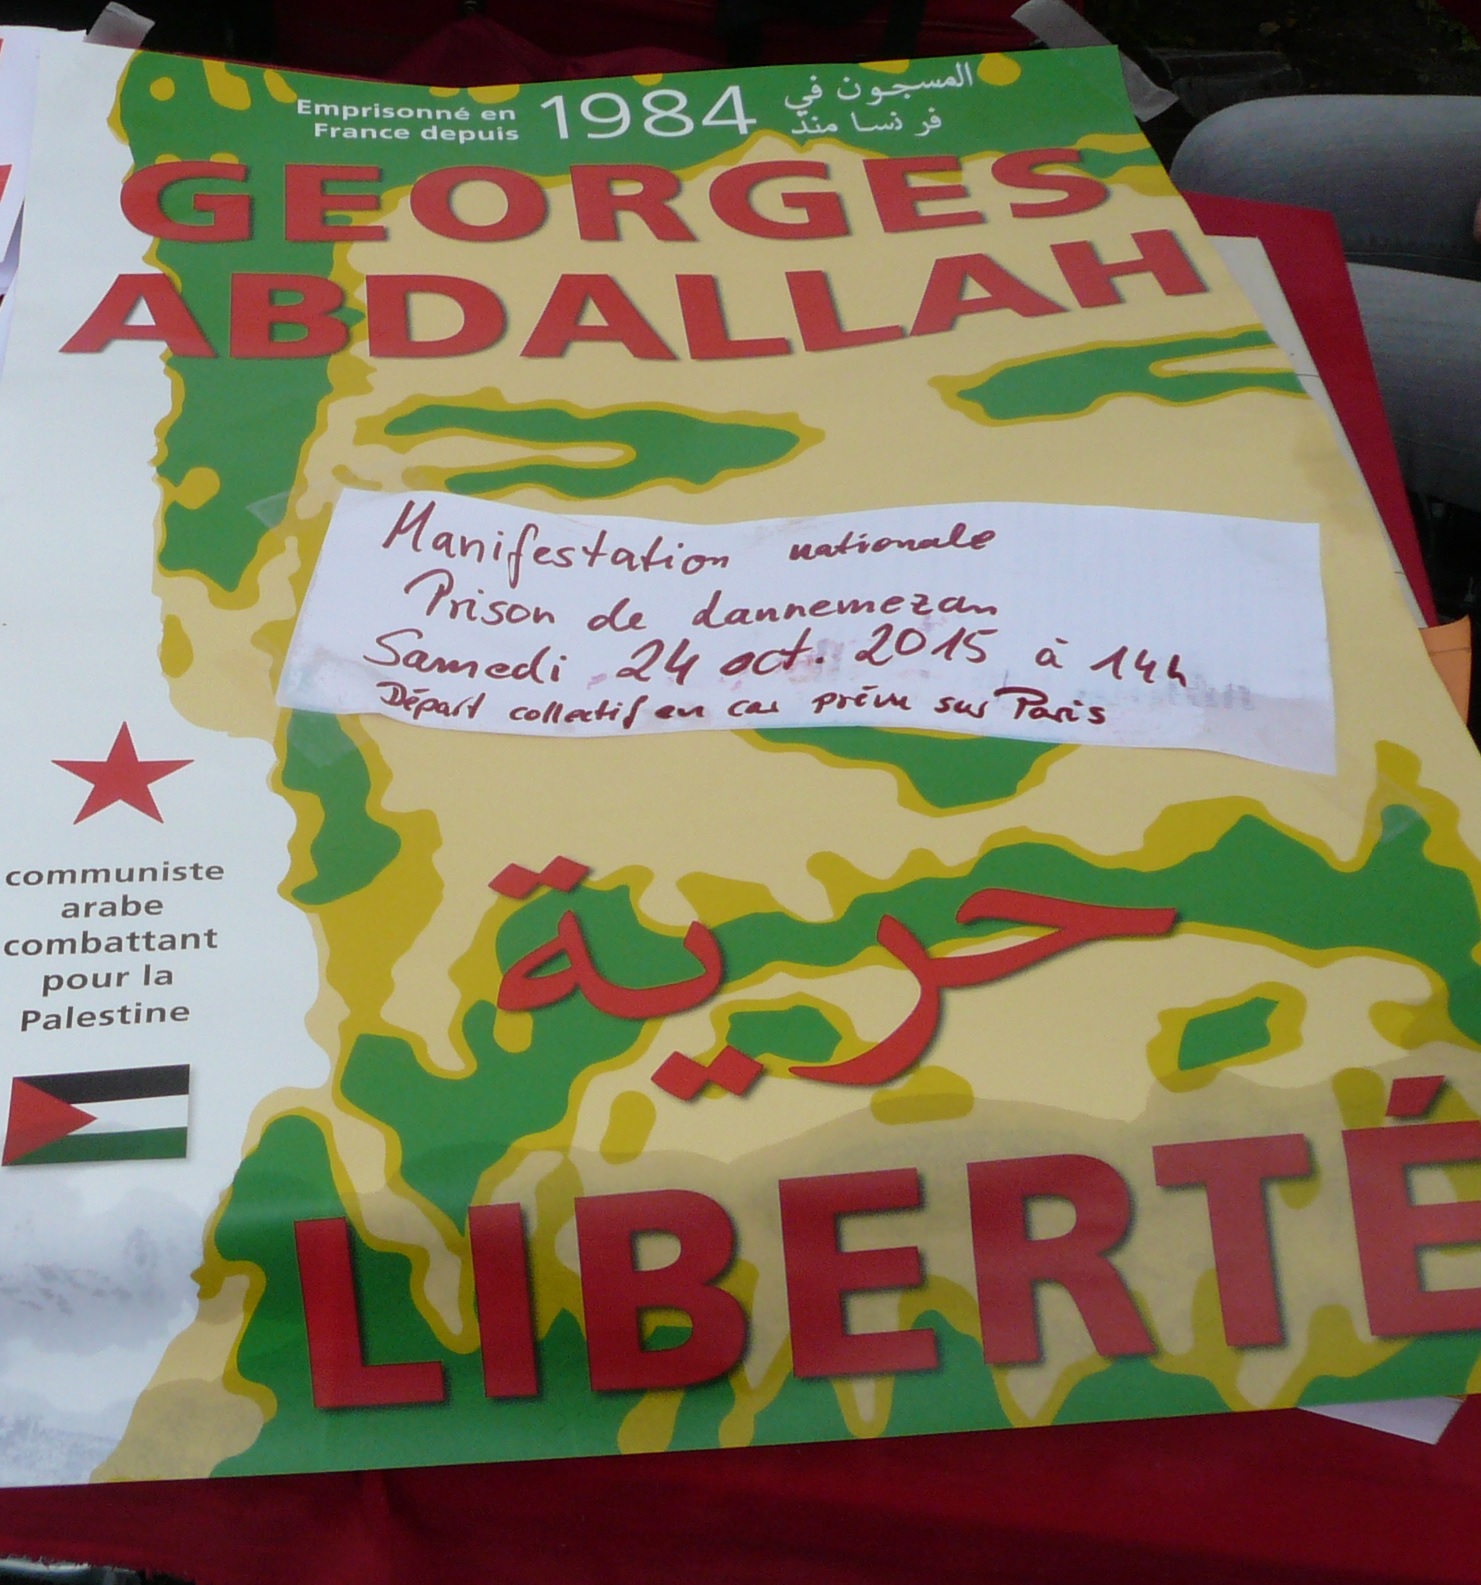 Emprisonné en
France depuis
1984
المسجون في
فرنسا منذ
GEORGES
ABDALLAH
Manifestation nationale
Prison de lannemezan
Samedi 24 oct. 2015 à 14h
Départ collectif en car prévu sur Paris
communiste
arabe
combattant
pour la
Palestine
حرية
LIBERTÉ